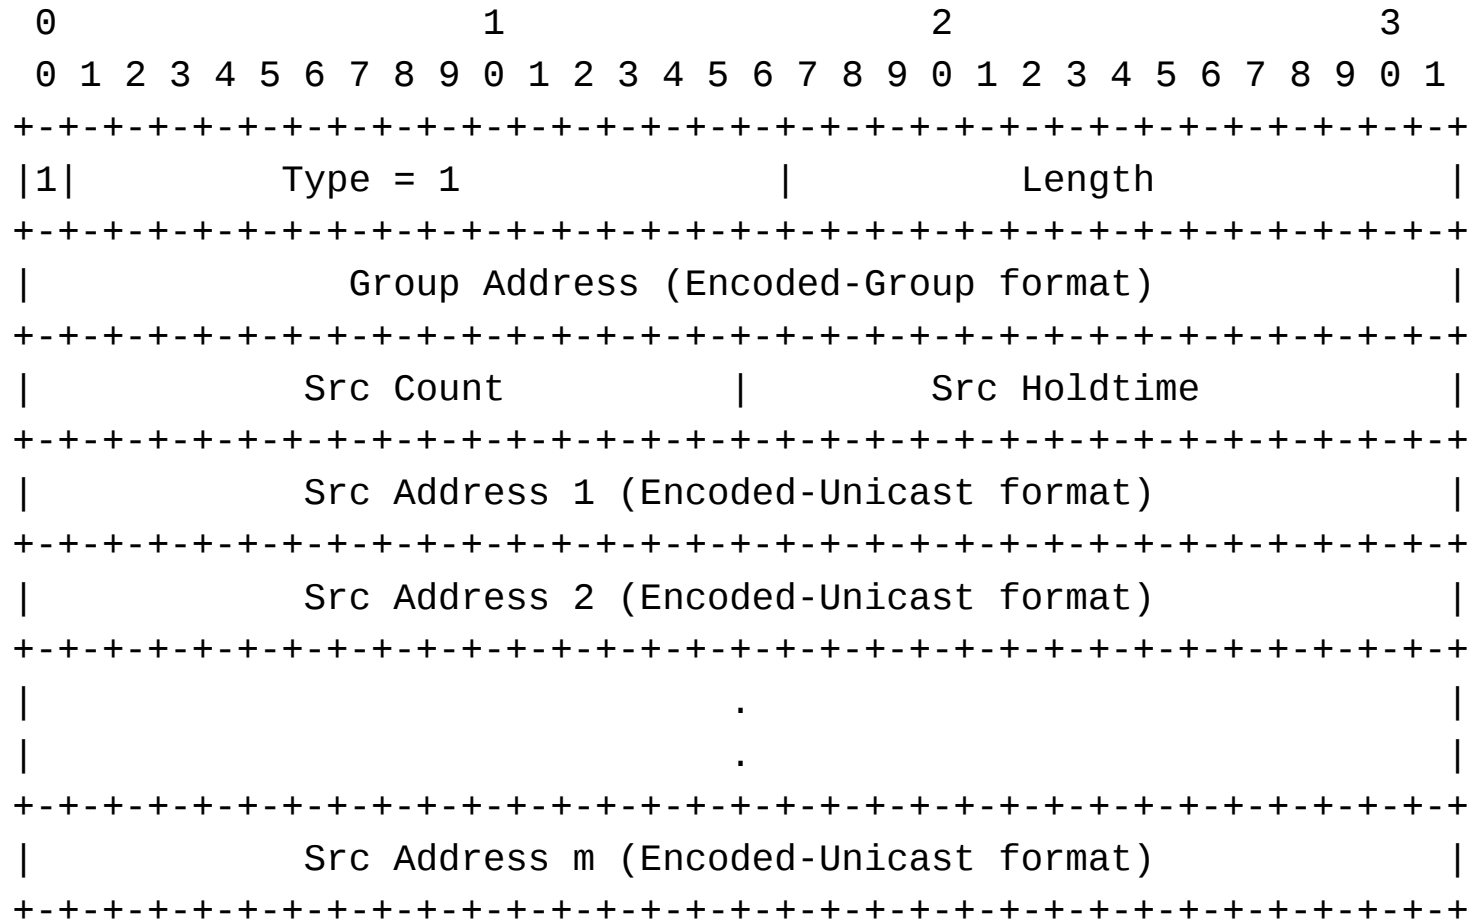 0                   1                   2                   3
 0 1 2 3 4 5 6 7 8 9 0 1 2 3 4 5 6 7 8 9 0 1 2 3 4 5 6 7 8 9 0 1
+-+-+-+-+-+-+-+-+-+-+-+-+-+-+-+-+-+-+-+-+-+-+-+-+-+-+-+-+-+-+-+-+
|1|         Type = 1              |          Length             |
+-+-+-+-+-+-+-+-+-+-+-+-+-+-+-+-+-+-+-+-+-+-+-+-+-+-+-+-+-+-+-+-+
|              Group Address (Encoded-Group format)             |
+-+-+-+-+-+-+-+-+-+-+-+-+-+-+-+-+-+-+-+-+-+-+-+-+-+-+-+-+-+-+-+-+
|            Src Count          |        Src Holdtime           |
+-+-+-+-+-+-+-+-+-+-+-+-+-+-+-+-+-+-+-+-+-+-+-+-+-+-+-+-+-+-+-+-+
|            Src Address 1 (Encoded-Unicast format)             |
+-+-+-+-+-+-+-+-+-+-+-+-+-+-+-+-+-+-+-+-+-+-+-+-+-+-+-+-+-+-+-+-+
|            Src Address 2 (Encoded-Unicast format)             |
+-+-+-+-+-+-+-+-+-+-+-+-+-+-+-+-+-+-+-+-+-+-+-+-+-+-+-+-+-+-+-+-+
|                               .                               |
|                               .                               |
+-+-+-+-+-+-+-+-+-+-+-+-+-+-+-+-+-+-+-+-+-+-+-+-+-+-+-+-+-+-+-+-+
|            Src Address m (Encoded-Unicast format)             |
+-+-+-+-+-+-+-+-+-+-+-+-+-+-+-+-+-+-+-+-+-+-+-+-+-+-+-+-+-+-+-+-+